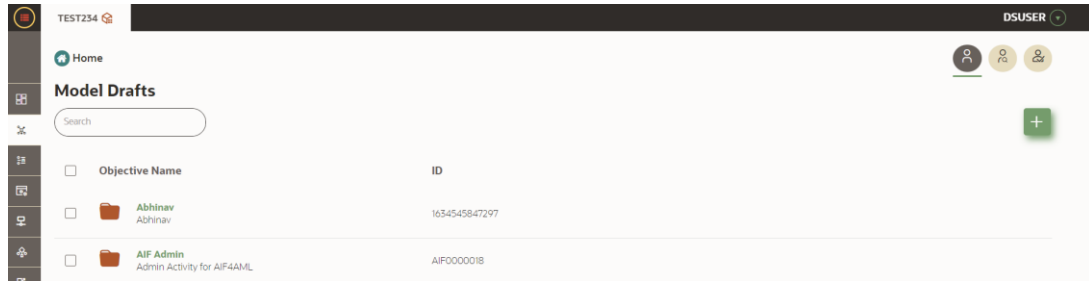 TEST234 DSUSER
Home
Model Drafts
Search
Objective Name ID
Abhinav
Abhinav 1634545847297
AIF Admin
Admin Activity for AIF4AML AIF0000018